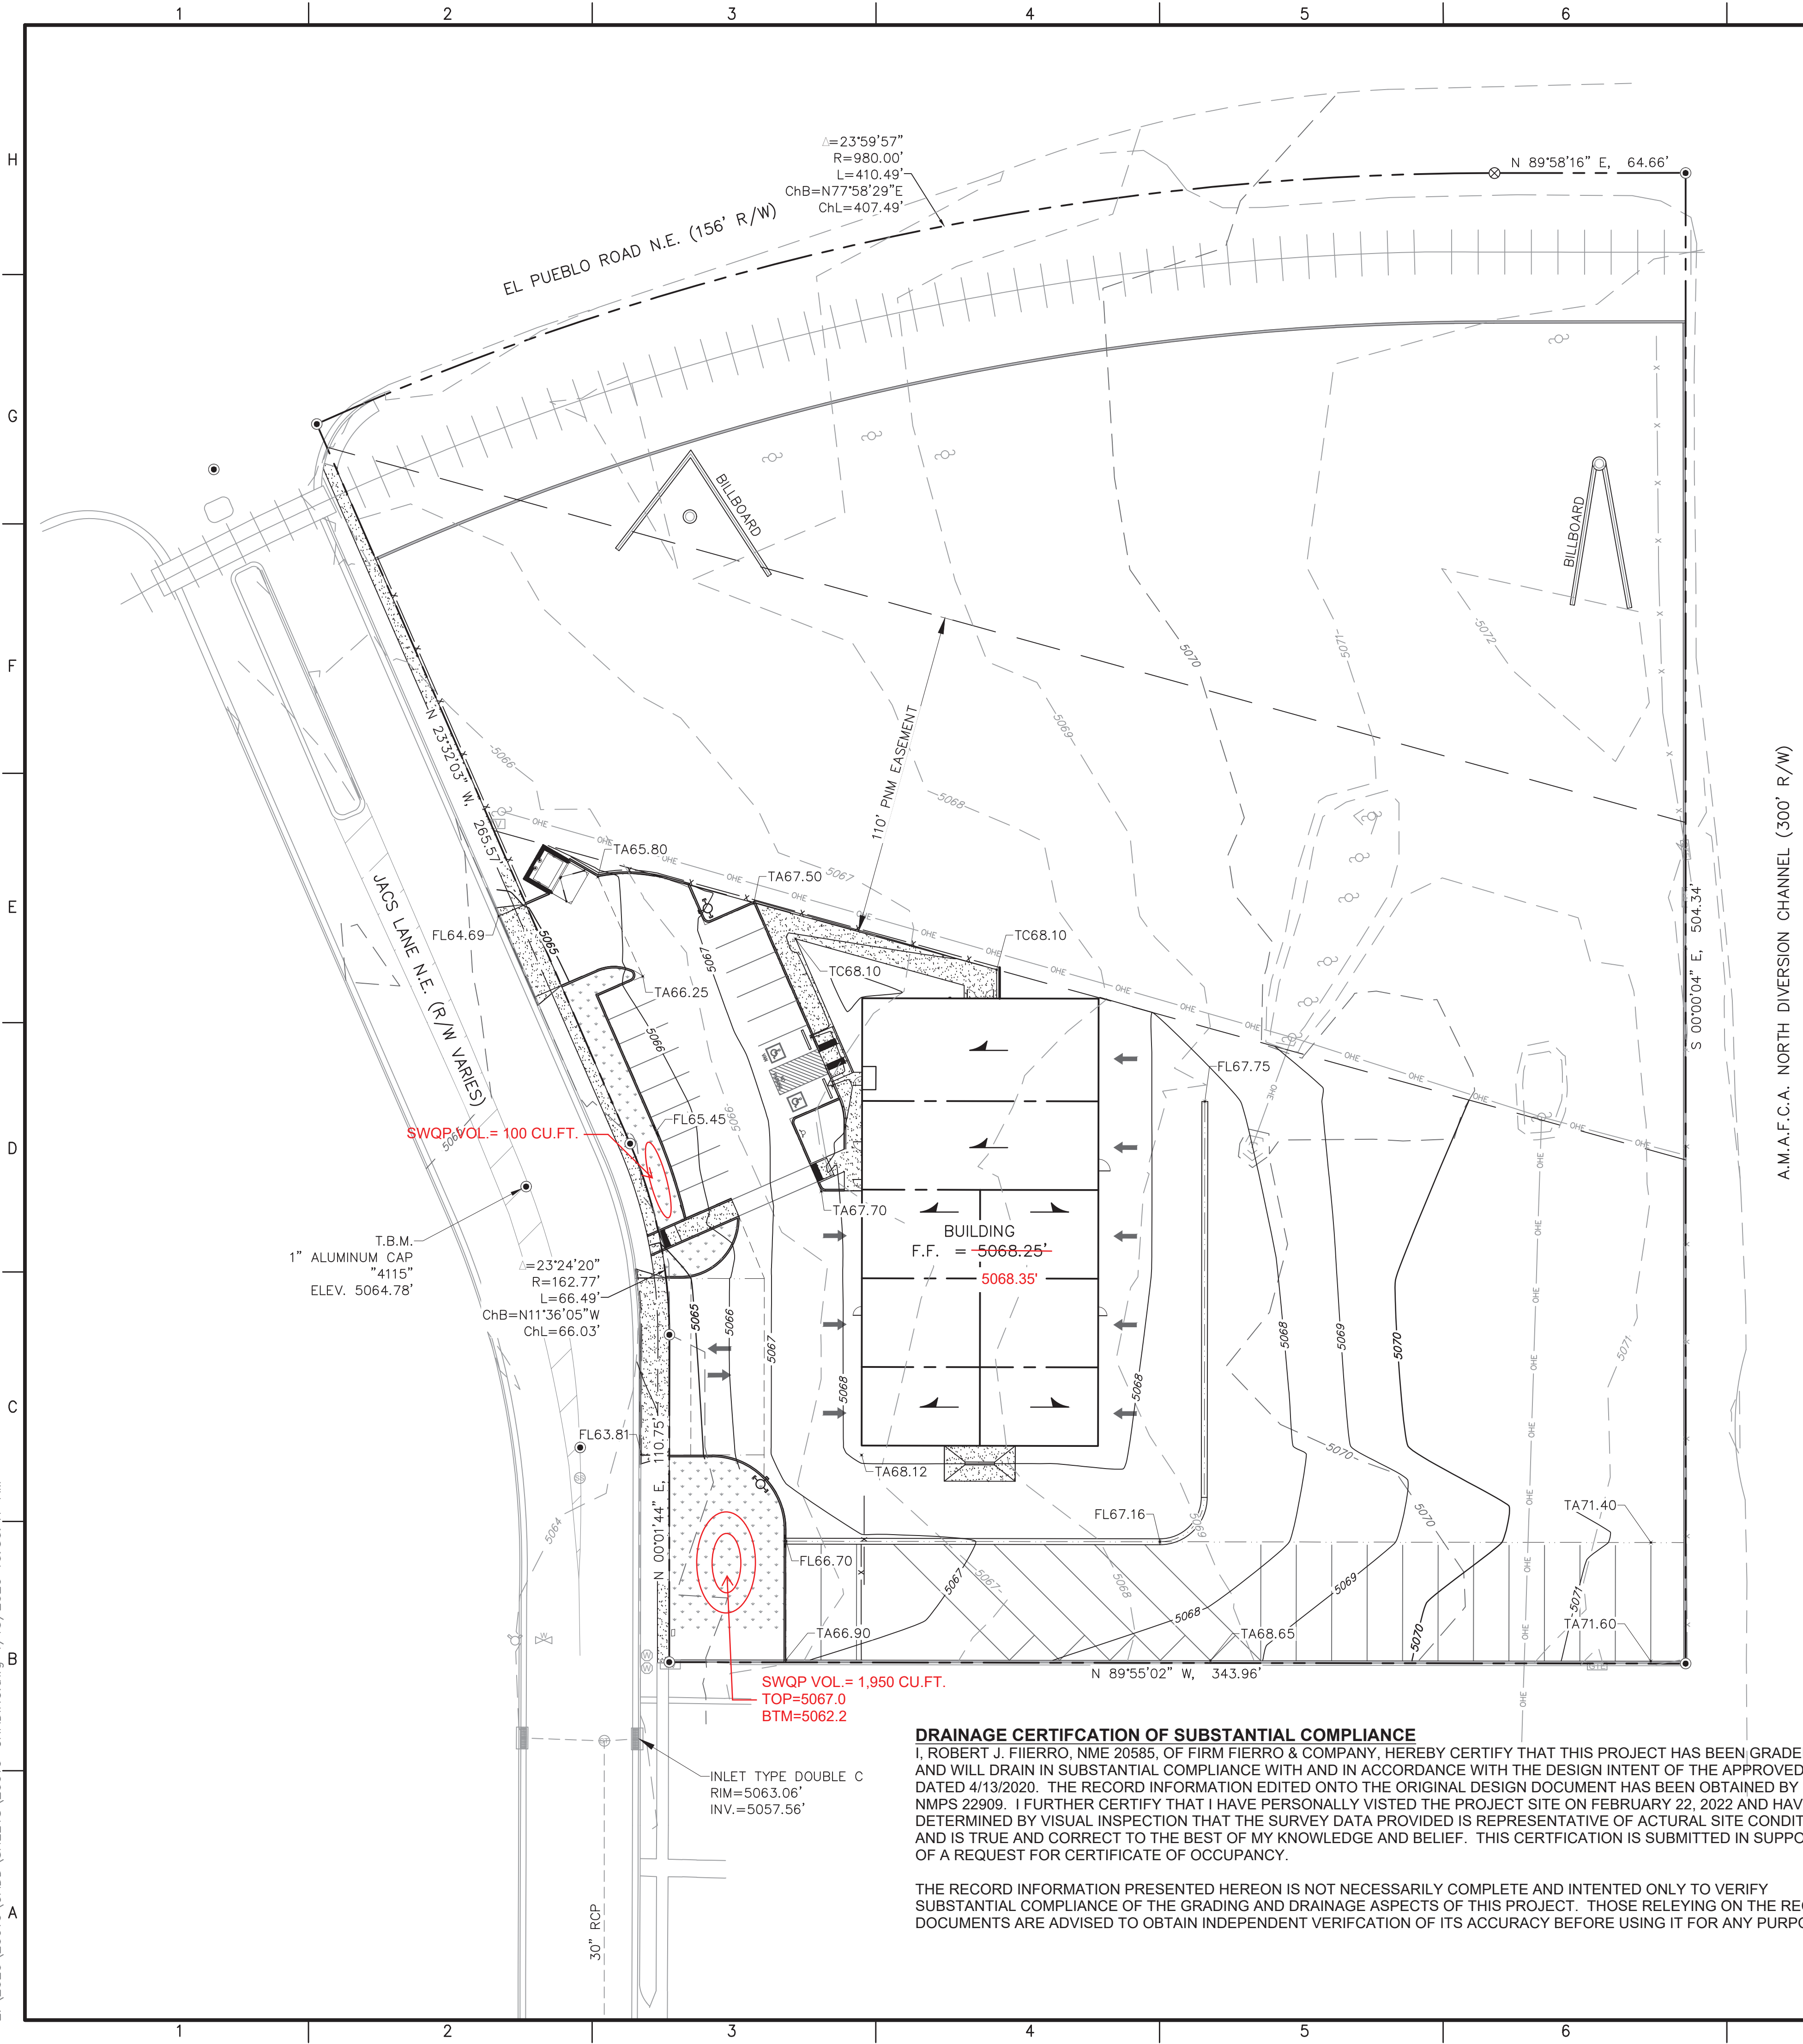 1 2 3 4 5 6
H
△=23°59'57"
R=980.00'
L=410.49'
ChB=N77°58'29"E
ChL=407.49'
N 89°58'16" E, 64.66'
EL PUEBLO ROAD N.E. (156' R/W)
G
BILLBOARD
BILLBOARD
F
5072
5071
5070
5069
N 23°32'03" W, 265.57'
5066
110' PNM EASEMENT
5068
A.M.A.F.C.A. NORTH DIVERSION CHANNEL (300' R/W)
OHE
TA65.80
OHE
TA67.50
5067
E
JACS LANE N.E. (R/W VARIES)
S 00°00'04" E, 504.34'
FL64.69
5065
5067
TC68.10
TC68.10
TA66.25
5066
FL67.75
5066
FL65.45
D
SWQP VOL.= 100 CU.FT.
TA67.70
BUILDING
F.F. = 5068.25'
5068.35'
T.B.M.
1" ALUMINUM CAP
"4115"
ELEV. 5064.78'
△=23°24'20"
R=162.77'
L=66.49'
ChB=N11°36'05"W
ChL=66.03'
5065
5066
5067
5068
5068
5068
5069
5070
5071
C
FL63.81
N 00°01'44" E, 110.75'
TA68.12
5070
5070
5064
FL67.16
5069
TA71.40
FL66.70
5067
5067
5068
5068
5069
5070
5071
TA66.90
TA68.65
TA71.60
B
N 89°55'02" W, 343.96'
SWQP VOL.= 1,950 CU.FT.
TOP=5067.0
BTM=5062.2
INLET TYPE DOUBLE C
RIM=5063.06'
INV.=5057.56'
DRAINAGE CERTIFCATION OF SUBSTANTIAL COMPLIANCE
I, ROBERT J. FIIERRO, NME 20585, OF FIRM FIERRO & COMPANY, HEREBY CERTIFY THAT THIS PROJECT HAS BEEN GRADE
AND WILL DRAIN IN SUBSTANTIAL COMPLIANCE WITH AND IN ACCORDANCE WITH THE DESIGN INTENT OF THE APPROVED
DATED 4/13/2020. THE RECORD INFORMATION EDITED ONTO THE ORIGINAL DESIGN DOCUMENT HAS BEEN OBTAINED BY
NMPS 22909. I FURTHER CERTIFY THAT I HAVE PERSONALLY VISTED THE PROJECT SITE ON FEBRUARY 22, 2022 AND HAV
DETERMINED BY VISUAL INSPECTION THAT THE SURVEY DATA PROVIDED IS REPRESENTATIVE OF ACTURAL SITE CONDIT
AND IS TRUE AND CORRECT TO THE BEST OF MY KNOWLEDGE AND BELIEF. THIS CERTFICATION IS SUBMITTED IN SUPPO
OF A REQUEST FOR CERTIFICATE OF OCCUPANCY.
THE RECORD INFORMATION PRESENTED HEREON IS NOT NECESSARILY COMPLETE AND INTENTED ONLY TO VERIFY
SUBSTANTIAL COMPLIANCE OF THE GRADING AND DRAINAGE ASPECTS OF THIS PROJECT. THOSE RELEYING ON THE RE
DOCUMENTS ARE ADVISED TO OBTAIN INDEPENDENT VERIFCATION OF ITS ACCURACY BEFORE USING IT FOR ANY PURPO
A
30" RCP
1 2 3 4 5 6